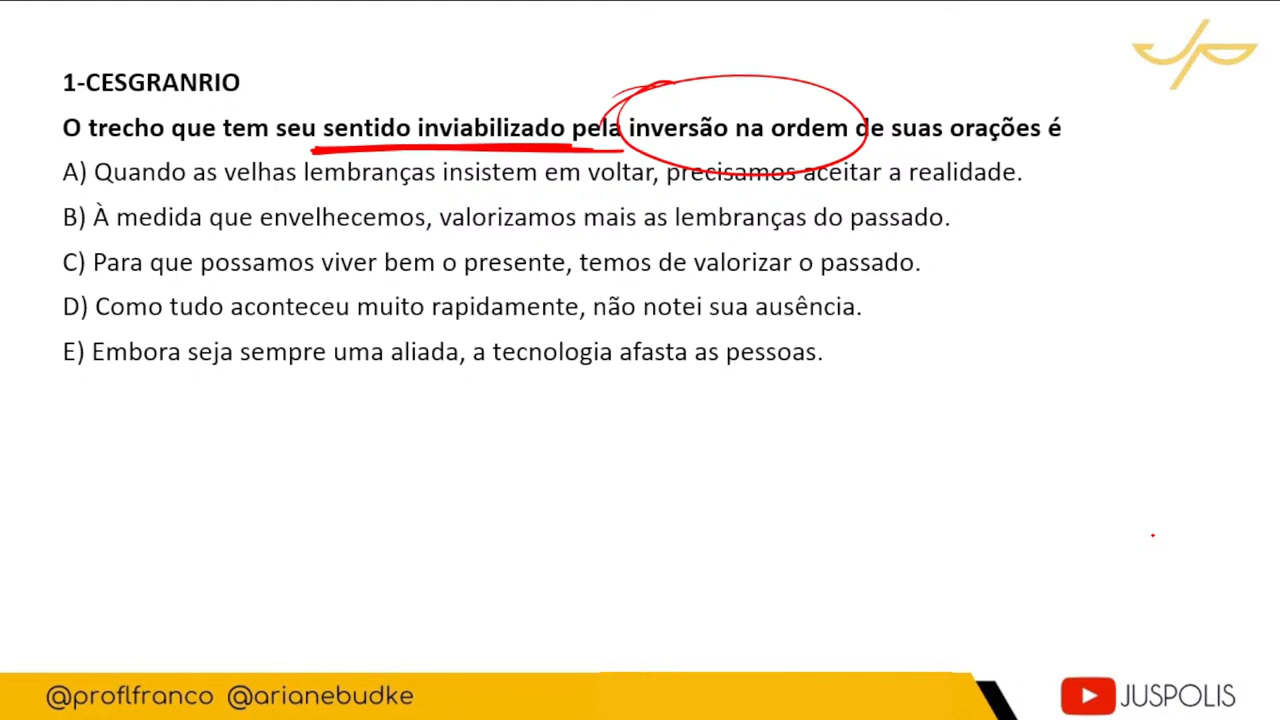 1-CESGRANRIO
O trecho que tem seu sentido inviabilizado pela inversão na ordem de suas orações é
A) Quando as velhas lembranças insistem em voltar, precisamos aceitar a realidade.
B) À medida que envelhecemos, valorizamos mais as lembranças do passado.
C) Para que possamos viver bem o presente, temos de valorizar o passado.
D) Como tudo aconteceu muito rapidamente, não notei sua ausência.
E) Embora seja sempre uma aliada, a tecnologia afasta as pessoas.
@proflfranco @arianebudke
JUSPOLIS